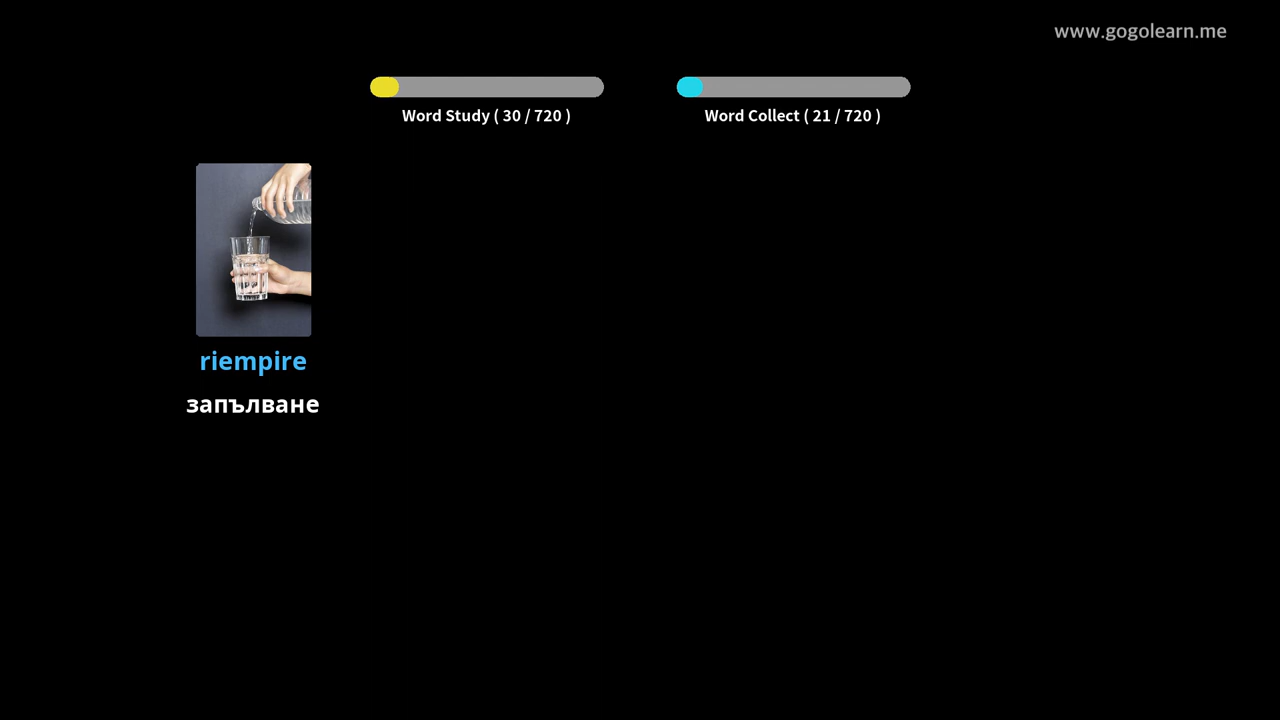 www.gogolearn.me
Word Study ( 30 / 720 )
Word Collect ( 21 / 720 )
riempire
запълване